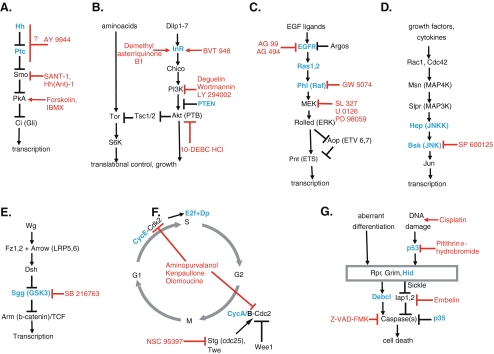 A.
Hh
?
AY 9944
Ptc
Smo
SANT-1,
Hh(Ant)-1
PkA
Forskolin,
IBMX
Ci (Gli)
transcription
B.
aminoacids
Dilp1-7
Demethyl
asterriquinone
B1
InR
BVT 948
Chico
Deguelin
Wortmannin
LY 294002
PI3K
PTEN
Tor
Tsc1/2
Akt (PTB)
S6K
10-DEBC HCl
translational control, growth
C.
EGF ligands
AG 99
AG 494
EGFR
Argos
Ras1,2
Phl (Raf)
GW 5074
MEK
SL 327
U 0126
PD 98059
Rolled (ERK)
Aop (ETV 6,7)
Pnt (ETS)
transcription
D.
growth factors,
cytokines
Rac1, Cdc42
Msn (MAP4K)
Slpr (MAP3K)
Hep (JNKK)
Bsk (JNK)
SP 600125
Jun
transcription
E.
Wg
Fz1,2 + Arrow (LRP5,6)
Dsh
Sgg (GSK3)
SB 216763
Arm (b-catenin)/TCF
Transcription
F.
CycE-Cdk2
E2f+Dp
S
Aminopurvalanol
Kenpaullone
Olomoucine
G1
G2
M
CycA/B-Cdc2
NSC 95397
Stg (cdc25),
Twe
Wee1
G.
aberrant
differentiation
DNA
damage
Cisplatin
p53
Pifithrin a-
hydrobromide
Rpr, Grim,Hid
Sickle
Debcl
Iap1,2
Embelin
Z-VAD-FMK
Caspase(s)
p35
cell death